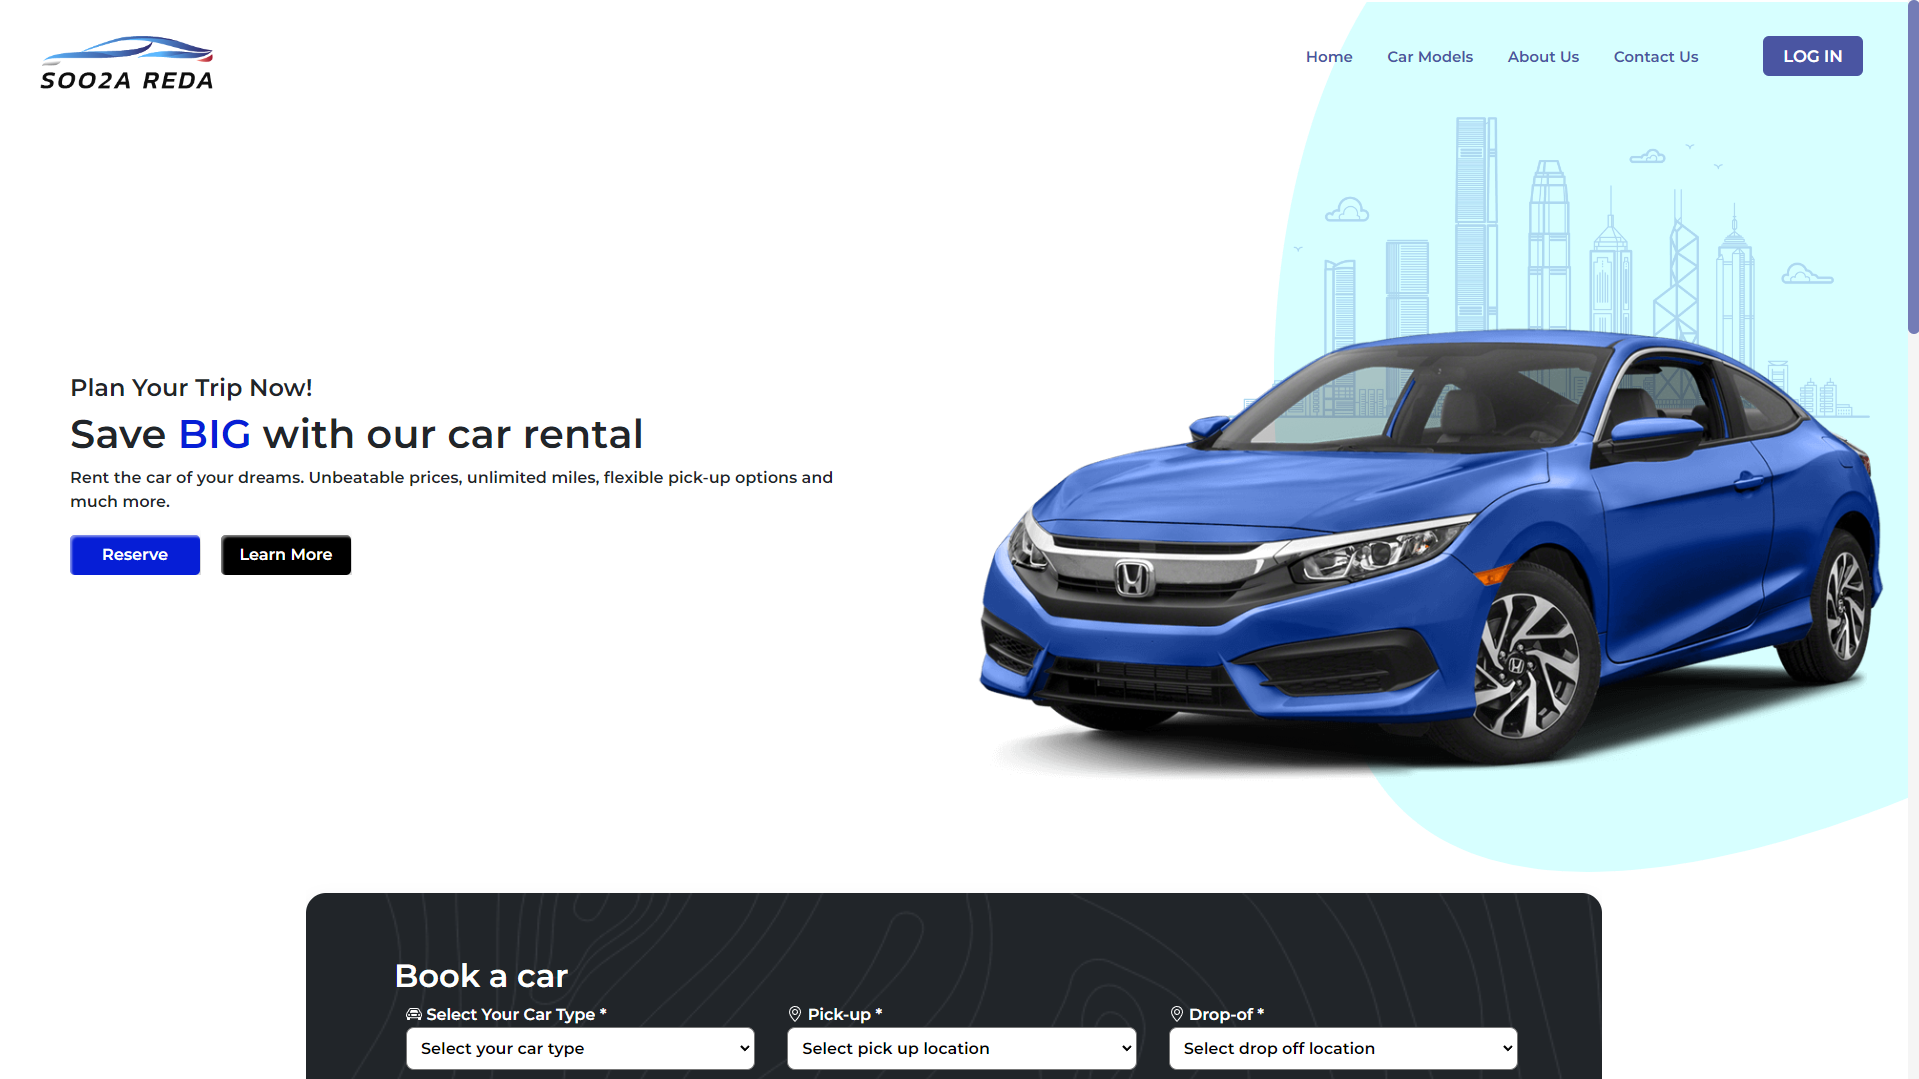 SOO2A REDA
Home
Car Models
About Us
Contact Us
LOG IN
Plan Your Trip Now!
Save BIG with our car rental
Rent the car of your dreams. Unbeatable prices, unlimited miles, flexible pick-up options and
much more.
Reserve
Learn More
Book a car
Select Your Car Type *
Pick-up *
Drop-of *
Select your car type
Select pick up location
Select drop off location